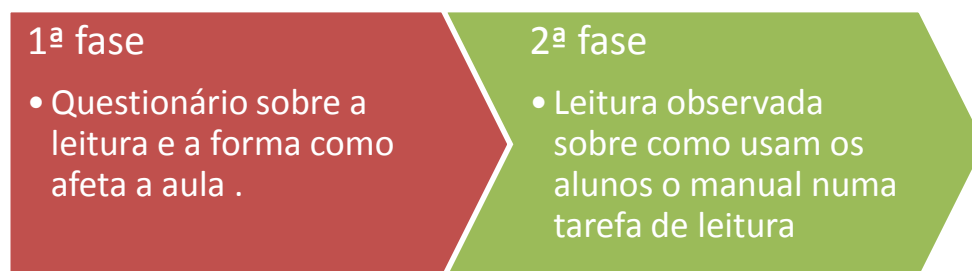 1ª fase
• Questionário sobre a
leitura e a forma como
afeta a aula .
2ª fase
• Leitura observada
sobre como usam os
alunos o manual numa
tarefa de leitura